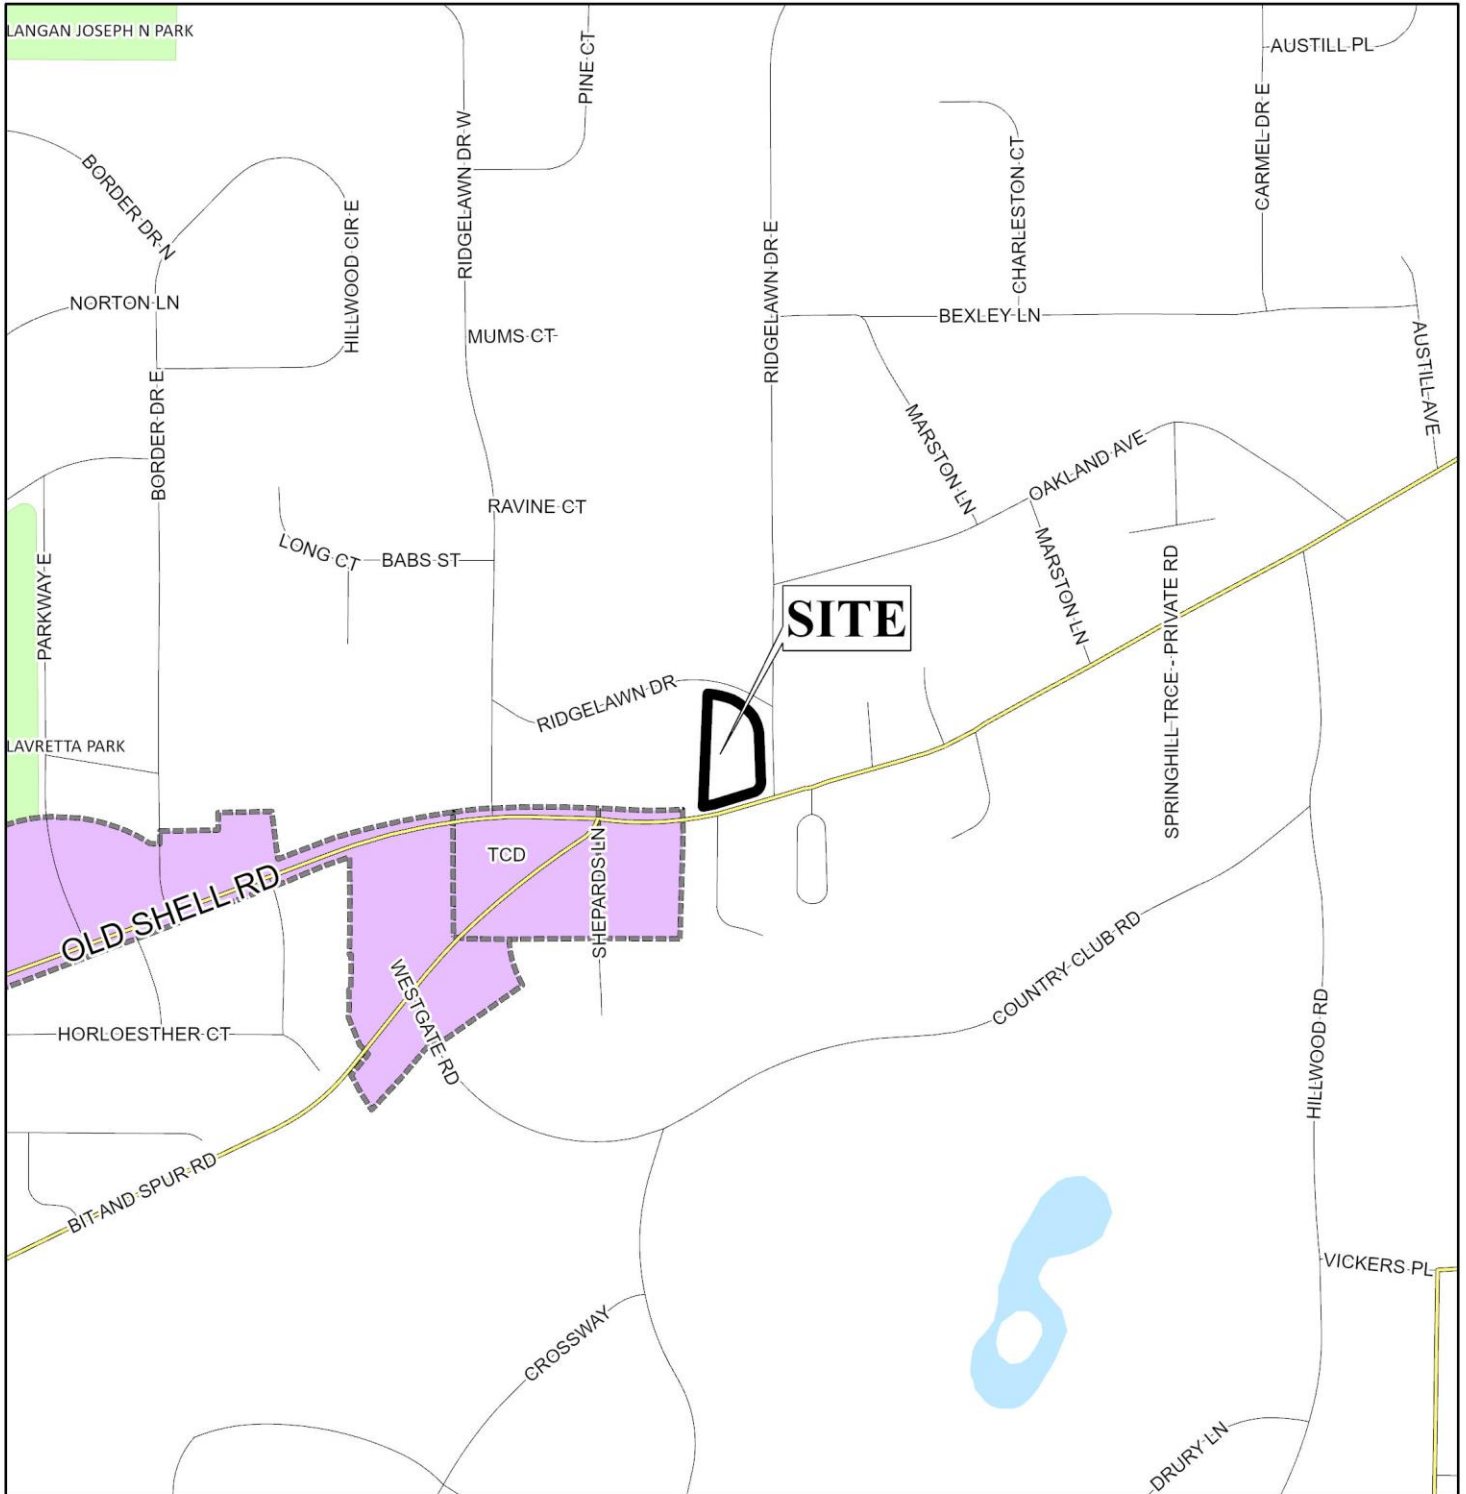 LANGAN JOSEPH N PARK
PINE CT
AUSTILL PL
BORDER DR N
RIDGELAWN DR W
CHARLESTON CT
CARMEL DR E
HILLWOOD CIR E
RIDGELAWN DR E
NORTON LN
BEXLEY LN
MUMS CT
AUSTILL AVE
BORDER DR E
MARSTON LN
OAKLAND AVE
RAVINE CT
LONG CT
BABS ST
PARKWAY E
MARSTON LN
SPRINGHILL TRCE - PRIVATE RD
SITE
RIDGELAWN DR
LAVRETTA PARK
TCD
SHEPARDS LN
OLD SHELL RD
WESTGATE RD
COUNTRY CLUB RD
HORLOESTHER CT
HILLWOOD RD
BIT AND SPUR RD
VICKERS PL
CROSSWAY
DRURY LN